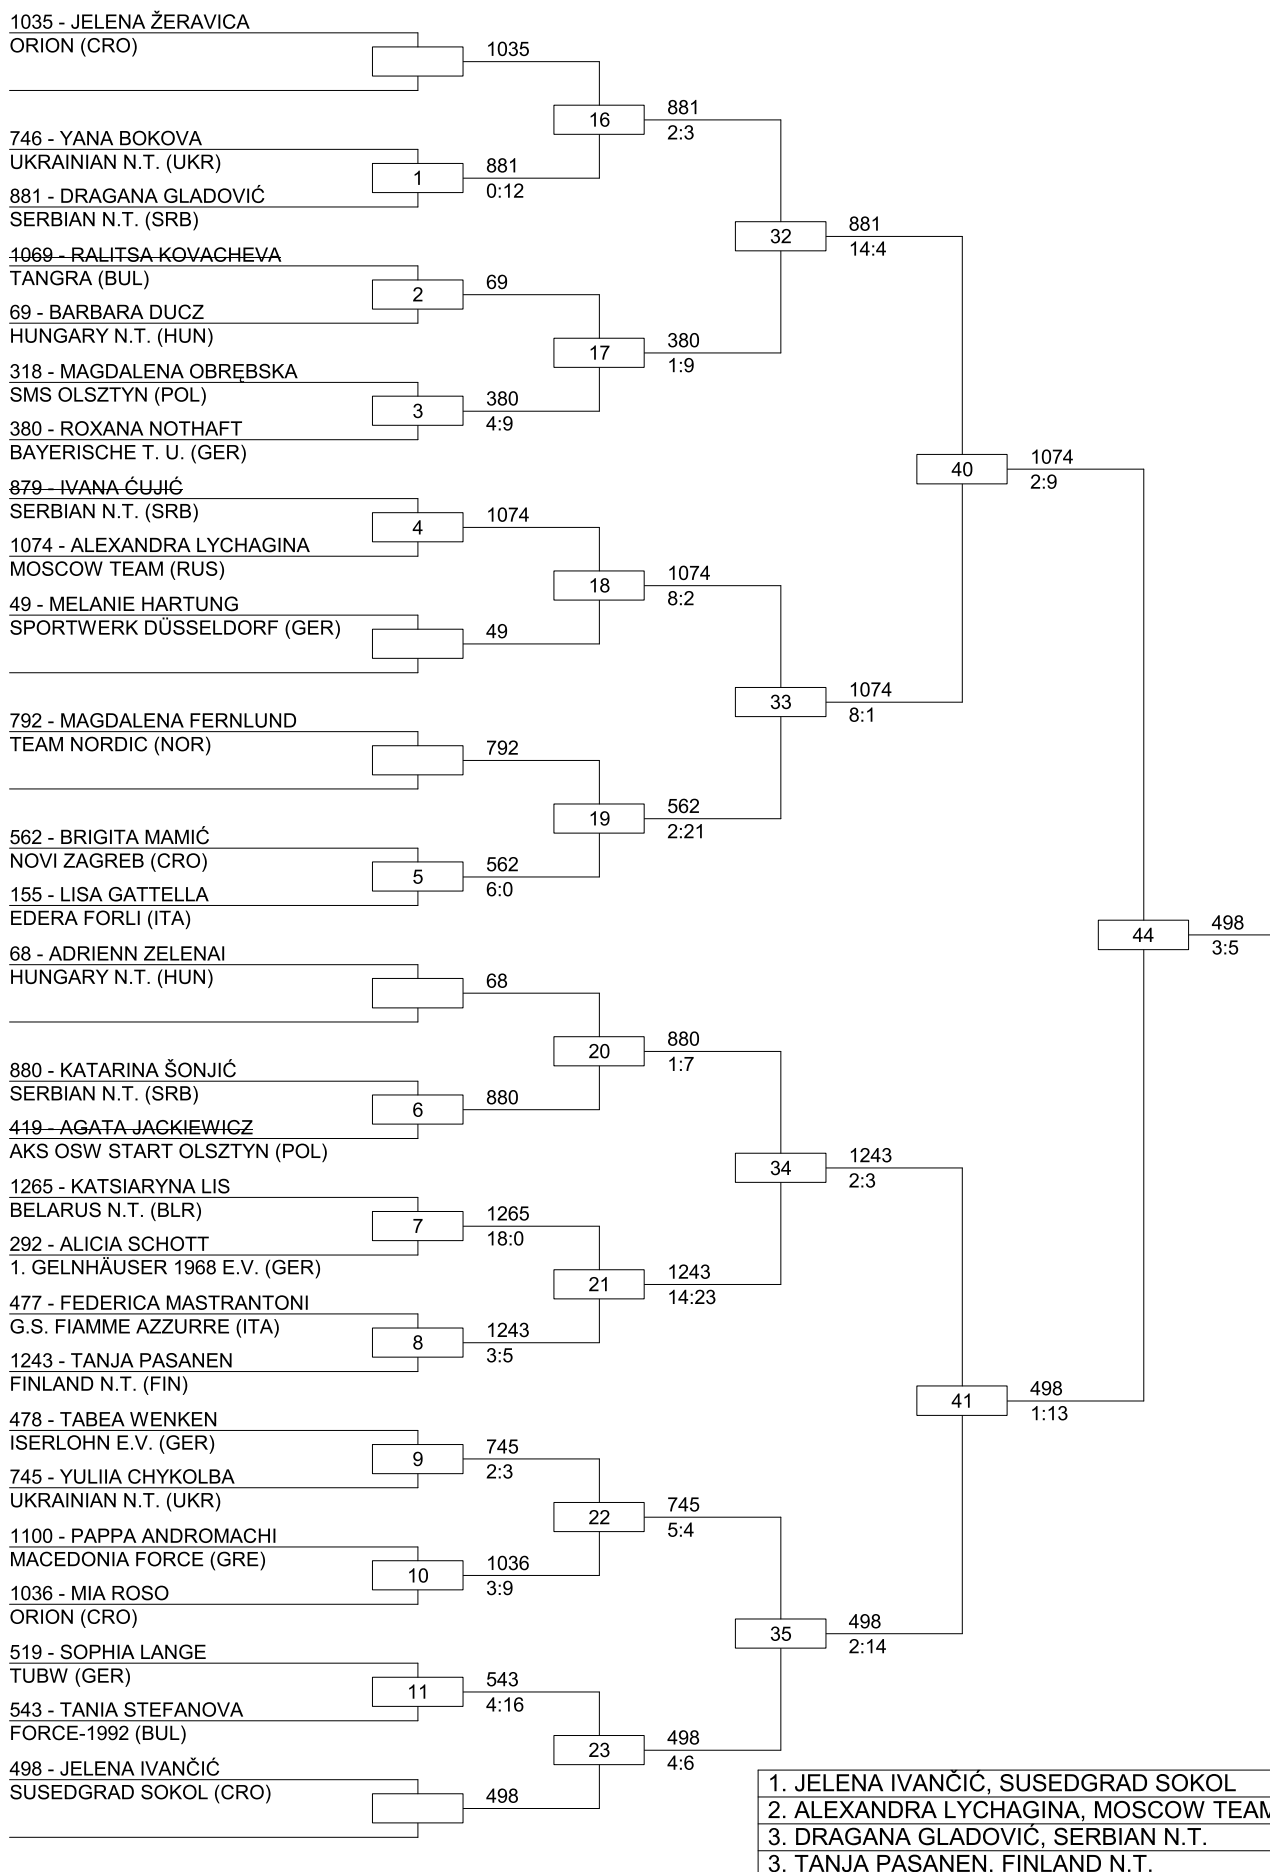 1035 - JELENA ŽERAVICA
ORION (CRO)
1035
16
881
2:3
746 - YANA BOKOVA
UKRAINIAN N.T. (UKR)
1
881
0:12
881 - DRAGANA GLADOVIĆ
SERBIAN N.T. (SRB)
32
881
14:4
1069 - RALITSA KOVACHEVA
TANGRA (BUL)
2
69
69 - BARBARA DUCZ
HUNGARY N.T. (HUN)
17
380
1:9
318 - MAGDALENA OBRĘBSKA
SMS OLSZTYN (POL)
3
380
4:9
380 - ROXANA NOTHAFT
BAYERISCHE T. U. (GER)
40
1074
2:9
879 - IVANA ĆUJIĆ
SERBIAN N.T. (SRB)
4
1074
1074 - ALEXANDRA LYCHAGINA
MOSCOW TEAM (RUS)
18
1074
8:2
49 - MELANIE HARTUNG
SPORTWERK DÜSSELDORF (GER)
49
33
1074
8:1
792 - MAGDALENA FERNLUND
TEAM NORDIC (NOR)
792
19
562
2:21
562 - BRIGITA MAMIĆ
NOVI ZAGREB (CRO)
5
562
6:0
155 - LISA GATTELLA
EDERA FORLI (ITA)
44
498
3:5
68 - ADRIENN ZELENAI
HUNGARY N.T. (HUN)
68
20
880
1:7
880 - KATARINA ŠONJIĆ
SERBIAN N.T. (SRB)
6
880
419 - AGATA JACKIEWICZ
AKS OSW START OLSZTYN (POL)
34
1243
2:3
1265 - KATSIARYNA LIS
BELARUS N.T. (BLR)
7
1265
18:0
292 - ALICIA SCHOTT
1. GELNHÄUSER 1968 E.V. (GER)
21
1243
14:23
477 - FEDERICA MASTRANTONI
G.S. FIAMME AZZURRE (ITA)
8
1243
3:5
1243 - TANJA PASANEN
FINLAND N.T. (FIN)
41
498
1:13
478 - TABEA WENKEN
ISERLOHN E.V. (GER)
9
745
2:3
745 - YULIIA CHYKOLBA
UKRAINIAN N.T. (UKR)
22
745
5:4
1100 - PAPPA ANDROMACHI
MACEDONIA FORCE (GRE)
10
1036
3:9
1036 - MIA ROSO
ORION (CRO)
35
498
2:14
519 - SOPHIA LANGE
TUBW (GER)
11
543
4:16
543 - TANIA STEFANOVA
FORCE-1992 (BUL)
23
498
4:6
498 - JELENA IVANČIĆ
SUSEDGRAD SOKOL (CRO)
498
1. JELENA IVANČIĆ, SUSEDGRAD SOKOL
2. ALEXANDRA LYCHAGINA, MOSCOW TEAM
3. DRAGANA GLADOVIĆ, SERBIAN N.T.
3. TANJA PASANEN, FINLAND N.T.